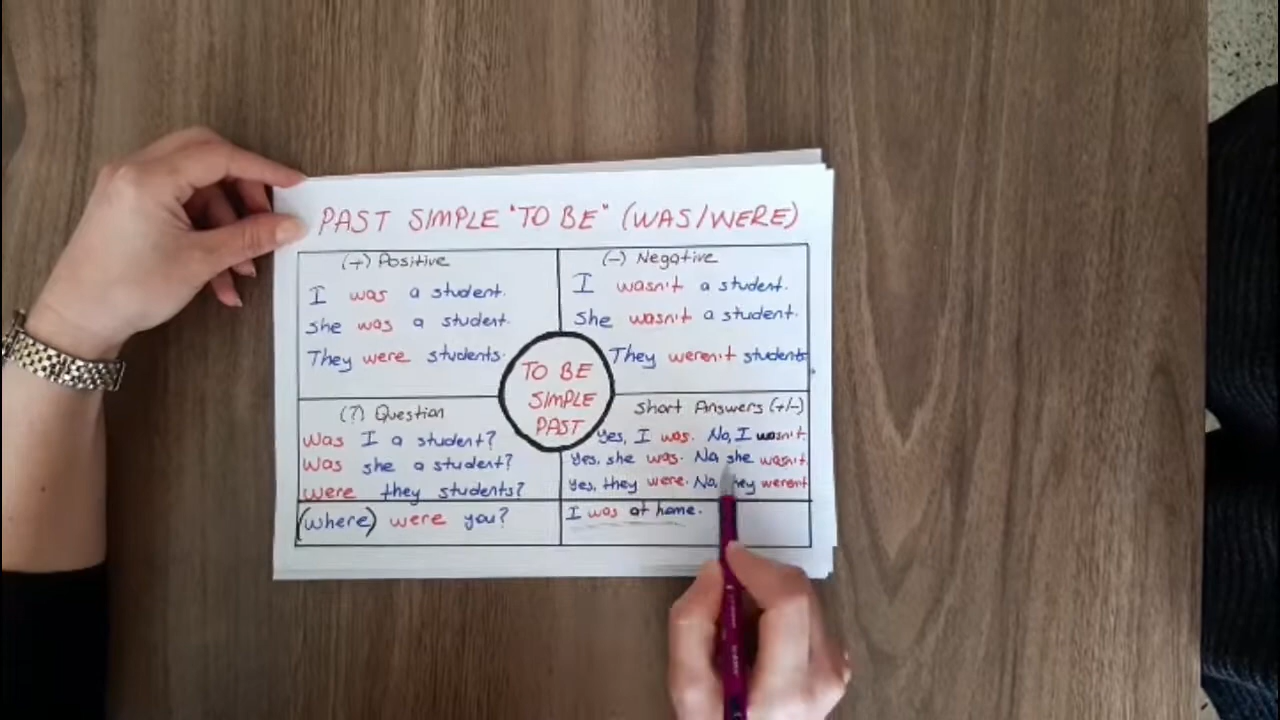 PAST SIMPLE "TO BE" (WAS/WERE)
(+) Positive
I was a student.
She was a student.
They were students.
(-) Negative
I wasn't a student.
She wasn't a student.
They weren't students
TO BE
SIMPLE
PAST
(?) Question
Was I a student?
Was she a student?
Were they students?
(where) were you?
Short Answers (+/-)
Yes, I was. No, I wasn't.
Yes, she was. No, she wasn't.
Yes, they were. No, they weren't
I was at home.